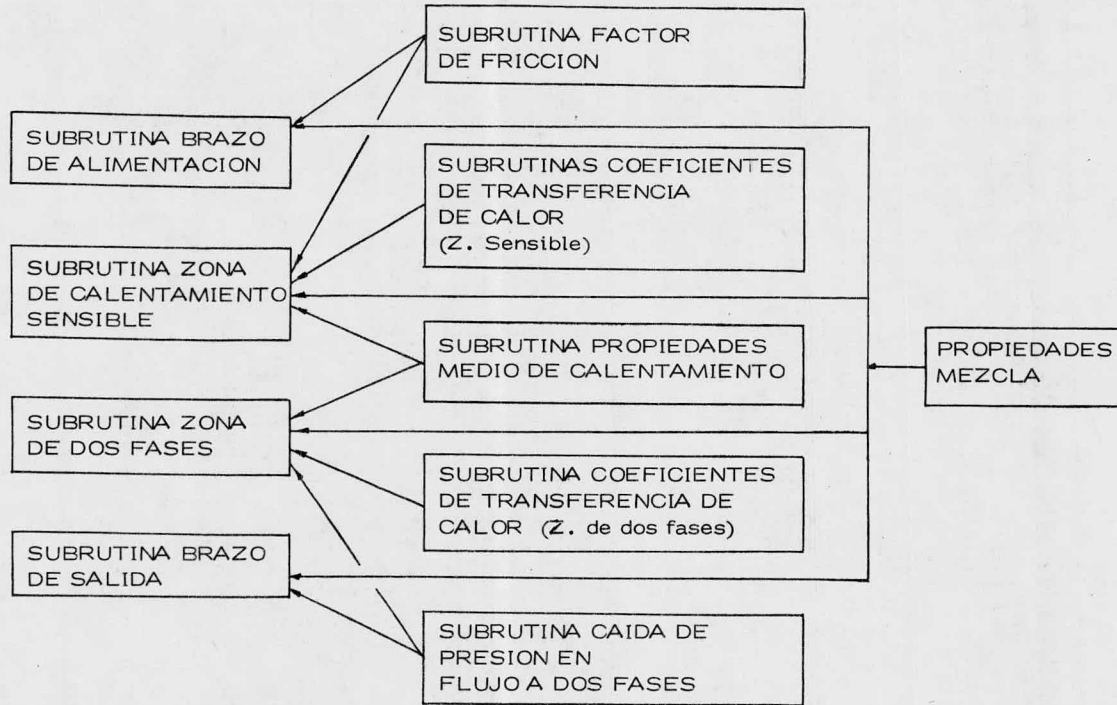 SUBRUTINA FACTOR
DE FRICCION
SUBRUTINA BRAZO
DE ALIMENTACION
SUBRUTINAS COEFICIENTES
DE TRANSFERENCIA
DE CALOR
(Z. Sensible)
SUBRUTINA ZONA
DE CALENTAMIENTO
SENSIBLE
SUBRUTINA PROPIEDADES
MEDIO DE CALENTAMIENTO
PROPIEDADES
MEZCLA
SUBRUTINA ZONA
DE DOS FASES
SUBRUTINA COEFICIENTES
DE TRANSFERENCIA DE
CALOR (Z. de dos fases)
SUBRUTINA BRAZO
DE SALIDA
SUBRUTINA CAIDA DE
PRESION EN
FLUJO A DOS FASES